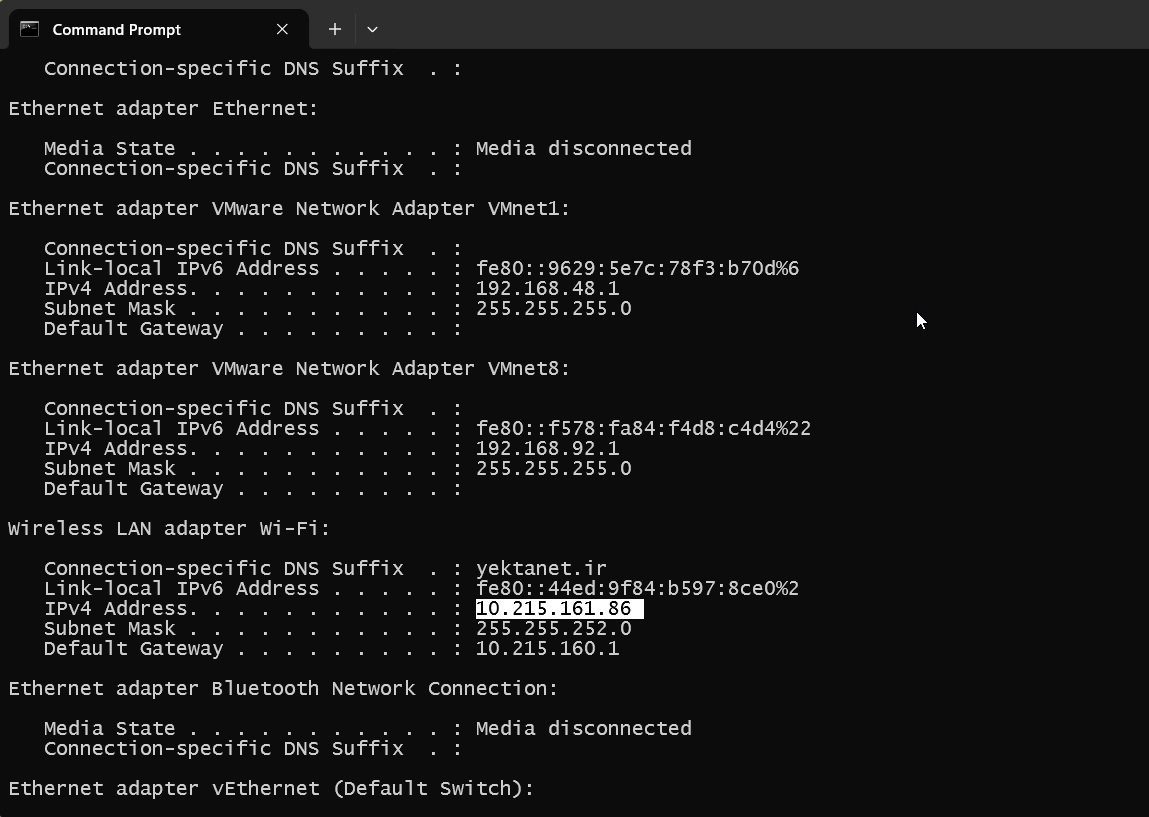 Command Prompt
   Connection-specific DNS Suffix  . :
Ethernet adapter Ethernet:
   Media State . . . . . . . . . . . : Media disconnected
   Connection-specific DNS Suffix  . :
Ethernet adapter VMware Network Adapter VMnet1:
   Connection-specific DNS Suffix  . :
   Link-local IPv6 Address . . . . . : fe80::9629:5e7c:78f3:b70d%6
   IPv4 Address. . . . . . . . . . . : 192.168.48.1
   Subnet Mask . . . . . . . . . . . : 255.255.255.0
   Default Gateway . . . . . . . . . :
Ethernet adapter VMware Network Adapter VMnet8:
   Connection-specific DNS Suffix  . :
   Link-local IPv6 Address . . . . . : fe80::f578:fa84:f4d8:c4d4%22
   IPv4 Address. . . . . . . . . . . : 192.168.92.1
   Subnet Mask . . . . . . . . . . . : 255.255.255.0
   Default Gateway . . . . . . . . . :
Wireless LAN adapter Wi-Fi:
   Connection-specific DNS Suffix  . : yektanet.ir
   Link-local IPv6 Address . . . . . : fe80::44ed:9f84:b597:8ce0%2
   IPv4 Address. . . . . . . . . . . : 10.215.161.86
   Subnet Mask . . . . . . . . . . . : 255.255.252.0
   Default Gateway . . . . . . . . . : 10.215.160.1
Ethernet adapter Bluetooth Network Connection:
   Media State . . . . . . . . . . . : Media disconnected
   Connection-specific DNS Suffix  . :
Ethernet adapter vEthernet (Default Switch):